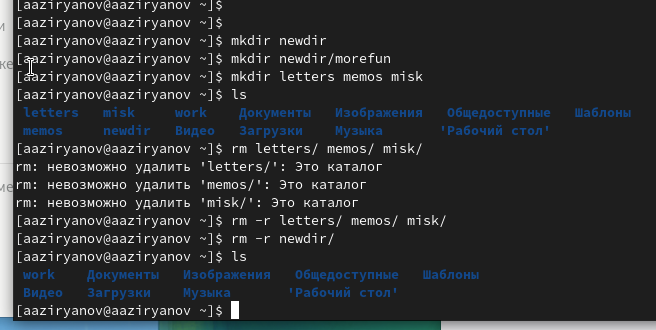 [aaziryanov@aaziryanov ~]$
[aaziryanov@aaziryanov ~]$
[aaziryanov@aaziryanov ~]$ mkdir newdir
[aaziryanov@aaziryanov ~]$ mkdir newdir/morefun
[aaziryanov@aaziryanov ~]$ mkdir letters memos misk
[aaziryanov@aaziryanov ~]$ ls
letters misk work Документы Изображения Общедоступные Шаблоны
memos newdir Видео Загрузки Музыка 'Рабочий стол'
[aaziryanov@aaziryanov ~]$ rm letters/ memos/ misk/
rm: невозможно удалить 'letters/': Это каталог
rm: невозможно удалить 'memos/': Это каталог
rm: невозможно удалить 'misk/': Это каталог
[aaziryanov@aaziryanov ~]$ rm -r letters/ memos/ misk/
[aaziryanov@aaziryanov ~]$ rm -r newdir/
[aaziryanov@aaziryanov ~]$ ls
work Документы Изображения Общедоступные Шаблоны
Видео Загрузки Музыка 'Рабочий стол'
[aaziryanov@aaziryanov ~]$